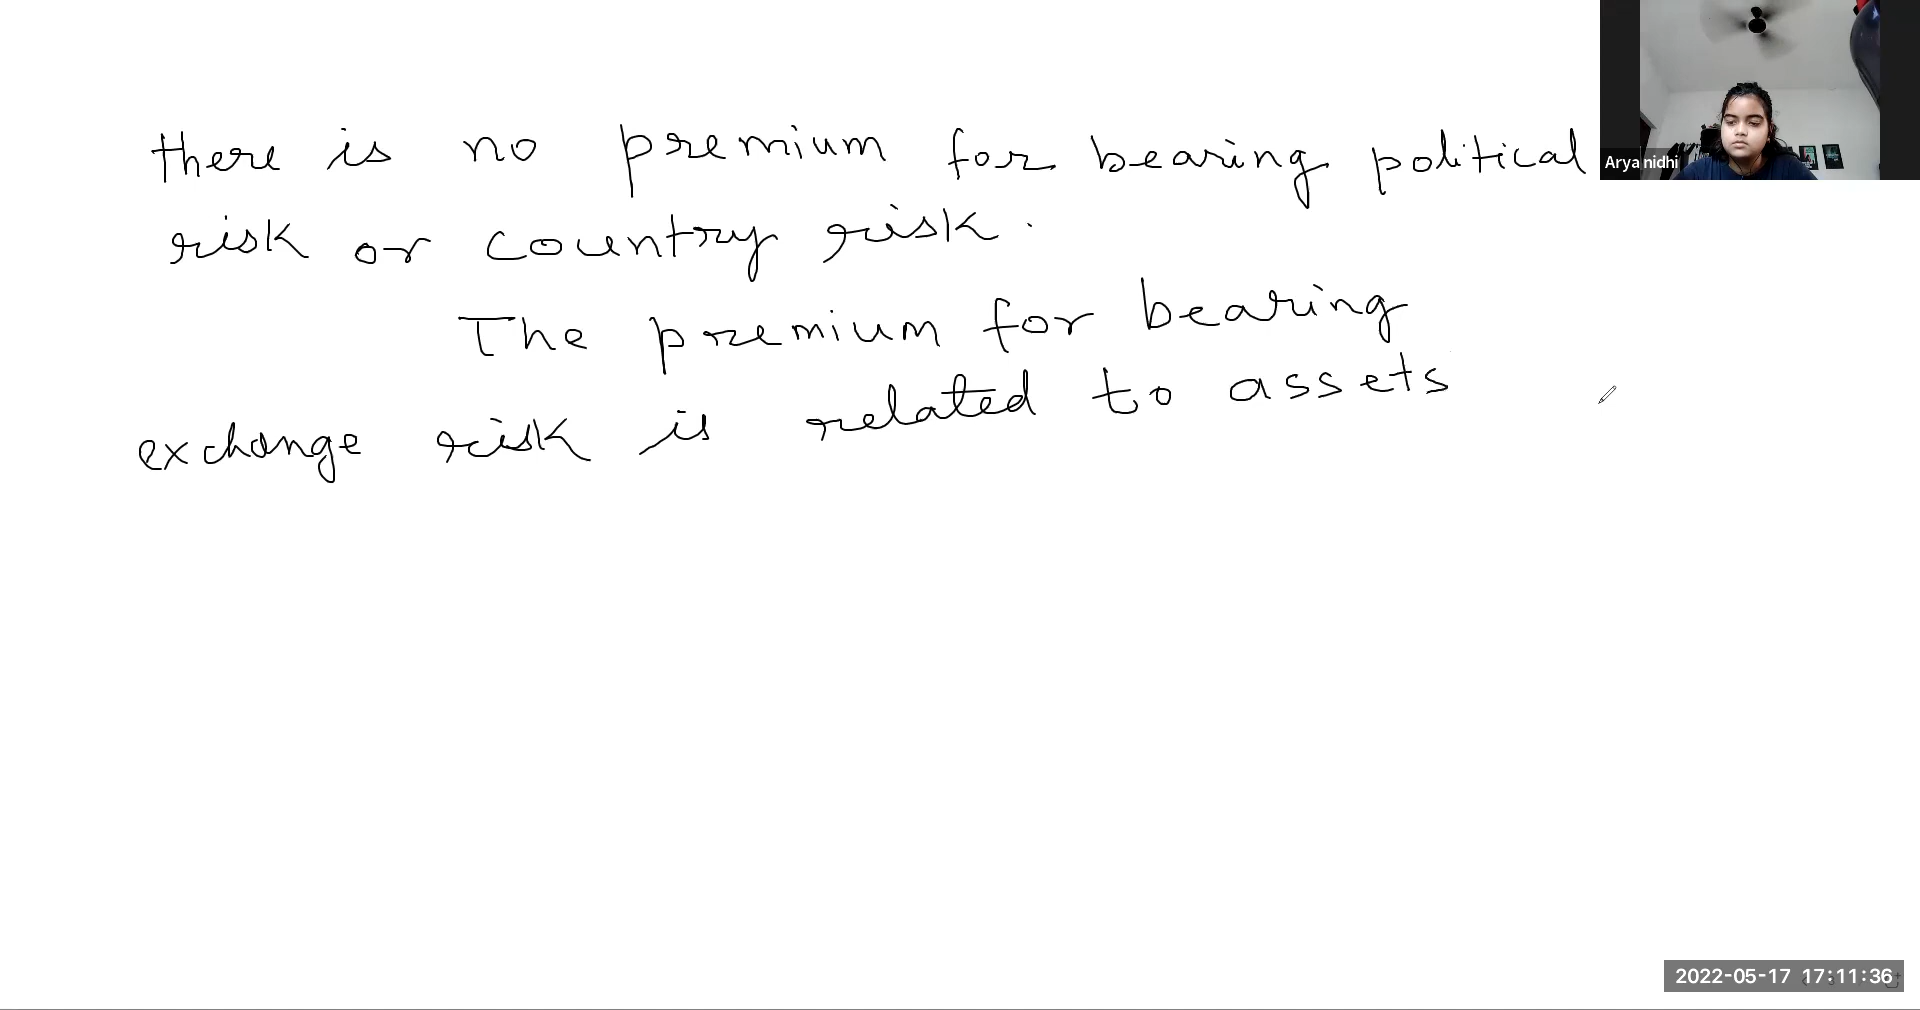 there is no premium for bearing political
risk or country risk.
The premium for bearing
exchange risk is related to assets
Arya nidhi
2022-05-17 17:11:36